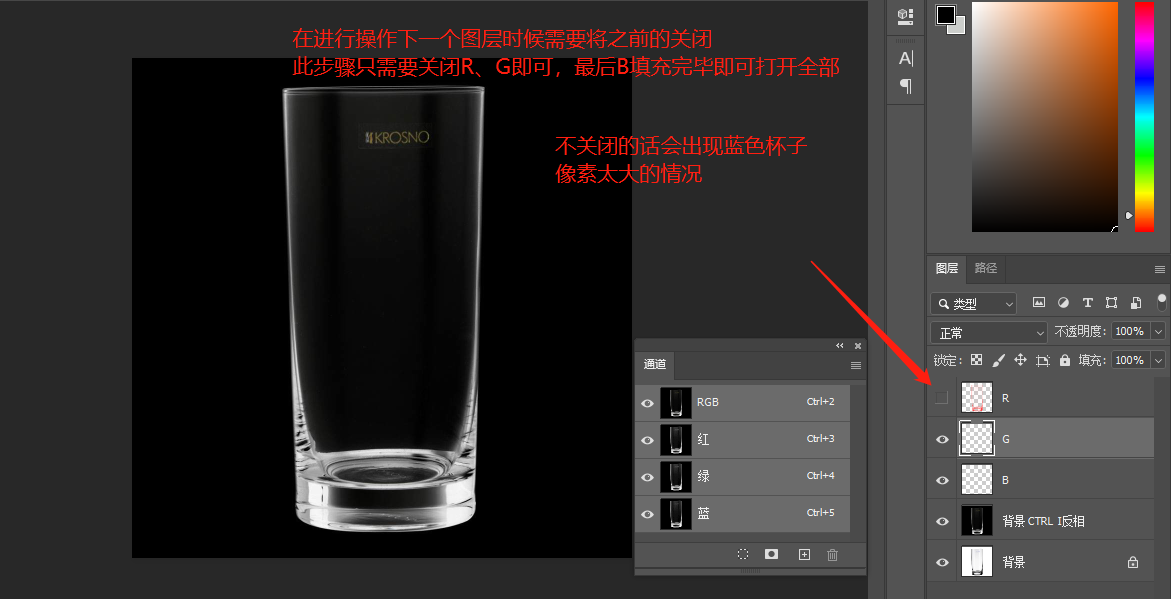 在进行操作下一个图层时候需要将之前的关闭
此步骤只需要关闭R、G即可，最后B填充完毕即可打开全部
KROSNO
不关闭的话会出现蓝色杯子
像素太大的情况
通道
RGB Ctrl+2
红 Ctrl+3
绿 Ctrl+4
蓝 Ctrl+5
A
图层 路径
类型
T
正常 不透明度: 100%
锁定: 填充: 100%
R
G
B
背景 CTRL I反相
背景